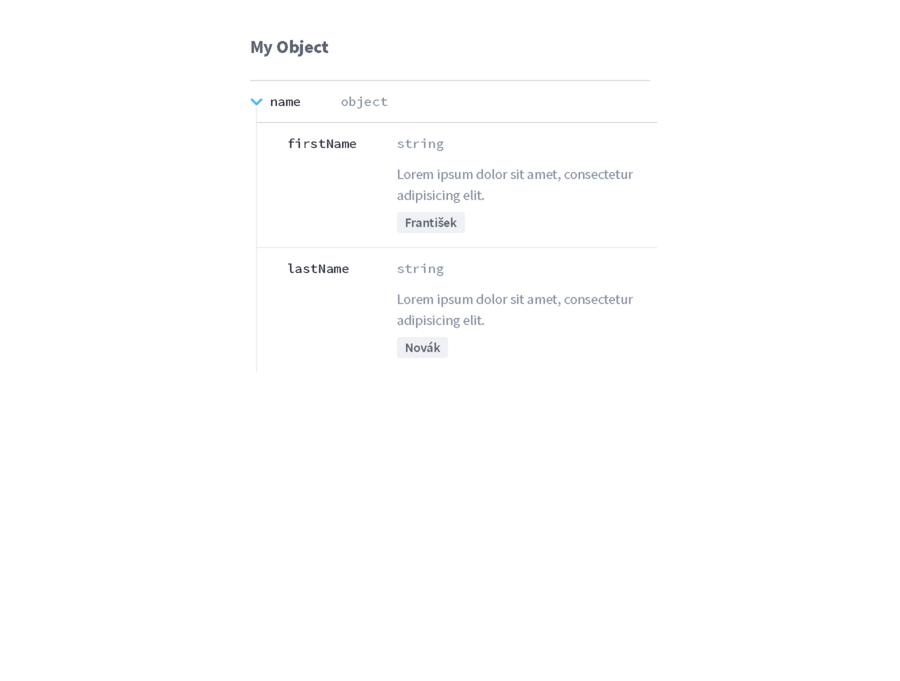 My Object
name object
firstName string
Lorem ipsum dolor sit amet, consectetur
adipisicing elit.
František
lastName string
Lorem ipsum dolor sit amet, consectetur
adipisicing elit.
Novák